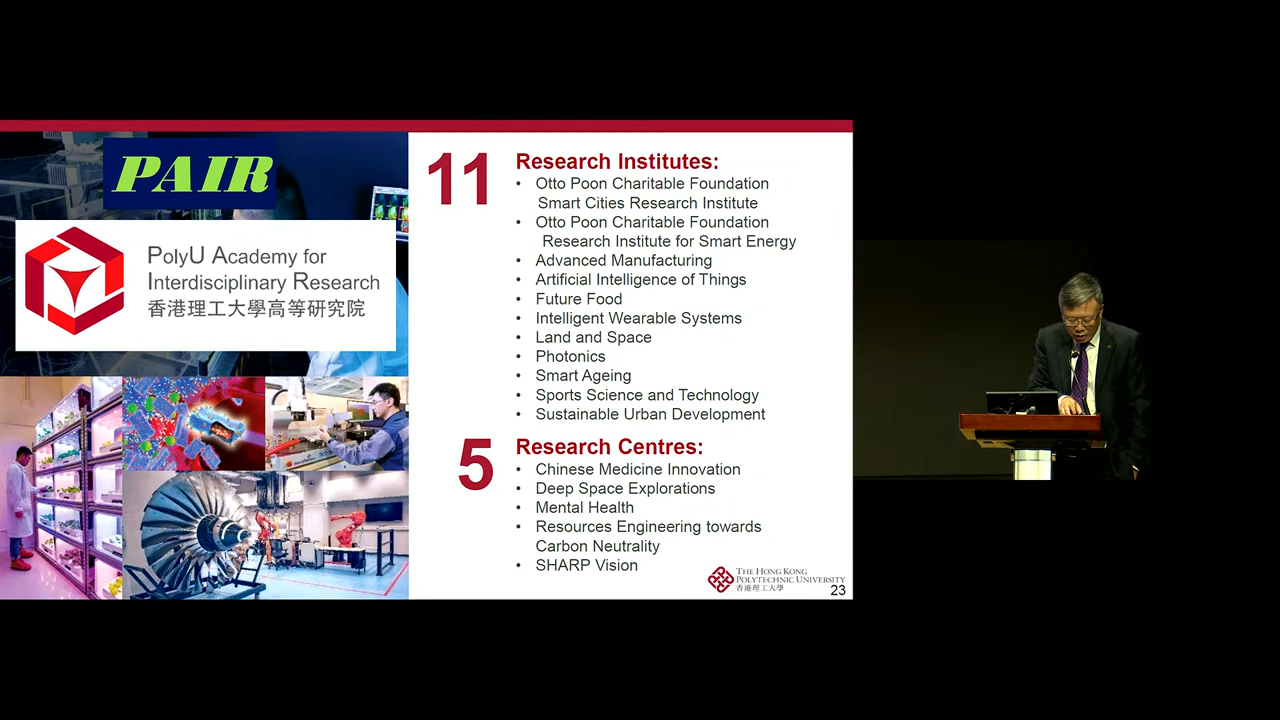 PAIR
PolyU Academy for
Interdisciplinary Research
香港理工大學高等研究院
11
Research Institutes:
• Otto Poon Charitable Foundation
Smart Cities Research Institute
• Otto Poon Charitable Foundation
Research Institute for Smart Energy
• Advanced Manufacturing
• Artificial Intelligence of Things
• Future Food
• Intelligent Wearable Systems
• Land and Space
• Photonics
• Smart Ageing
• Sports Science and Technology
• Sustainable Urban Development
5
Research Centres:
• Chinese Medicine Innovation
• Deep Space Explorations
• Mental Health
• Resources Engineering towards
Carbon Neutrality
• SHARP Vision
THE HONG KONG
POLYTECHNIC UNIVERSITY
香港理工大學
23